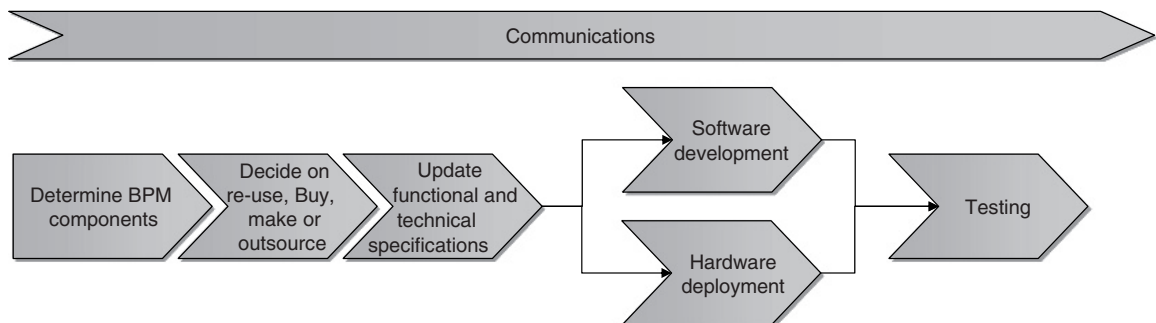 Communications
Determine BPM
components
Decide on
re-use, Buy,
make or
outsource
Update
functional and
technical
specifications
Software
development
Hardware
deployment
Testing